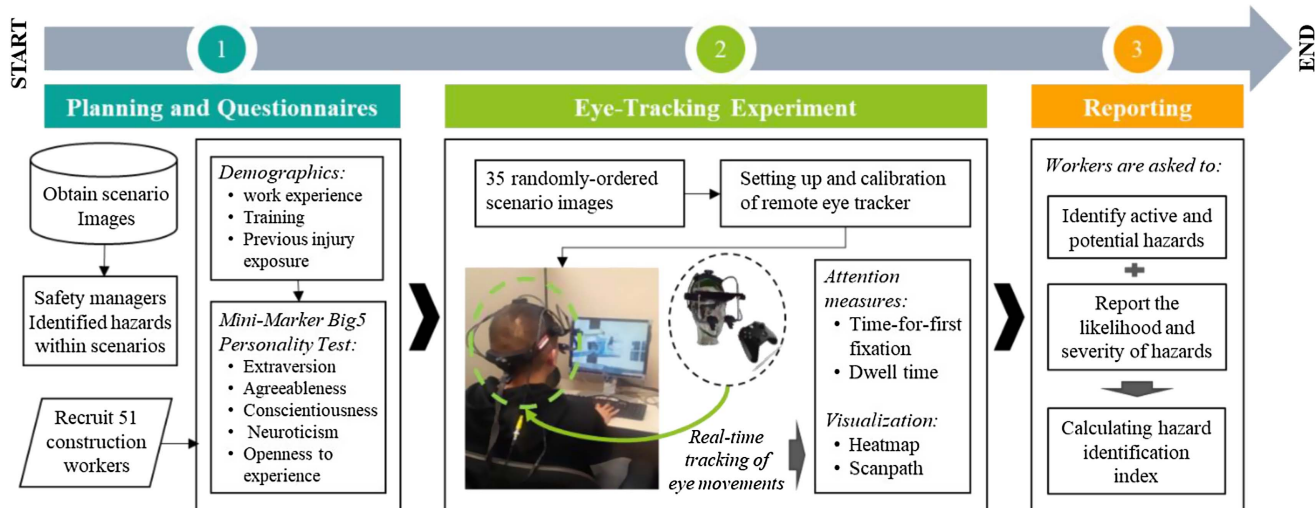 START
END
1
2
3
Planning and Questionnaires
Eye-Tracking Experiment
Reporting
Obtain scenario
Images
Safety managers
Identified hazards
within scenarios
Recruit 51
construction
workers
Demographics:
• work experience
• Training
• Previous injury
exposure
Mini-Marker Big5
Personality Test:
• Extraversion
• Agreeableness
• Conscientiousness
• Neuroticism
• Openness to
experience
35 randomly-ordered
scenario images
Setting up and calibration
of remote eye tracker
Real-time
tracking of
eye movements
Attention
measures:
• Time-for-first
fixation
• Dwell time
Visualization:
• Heatmap
• Scanpath
Workers are asked to:
Identify active and
potential hazards
Report the
likelihood and
severity of hazards
Calculating hazard
identification
index